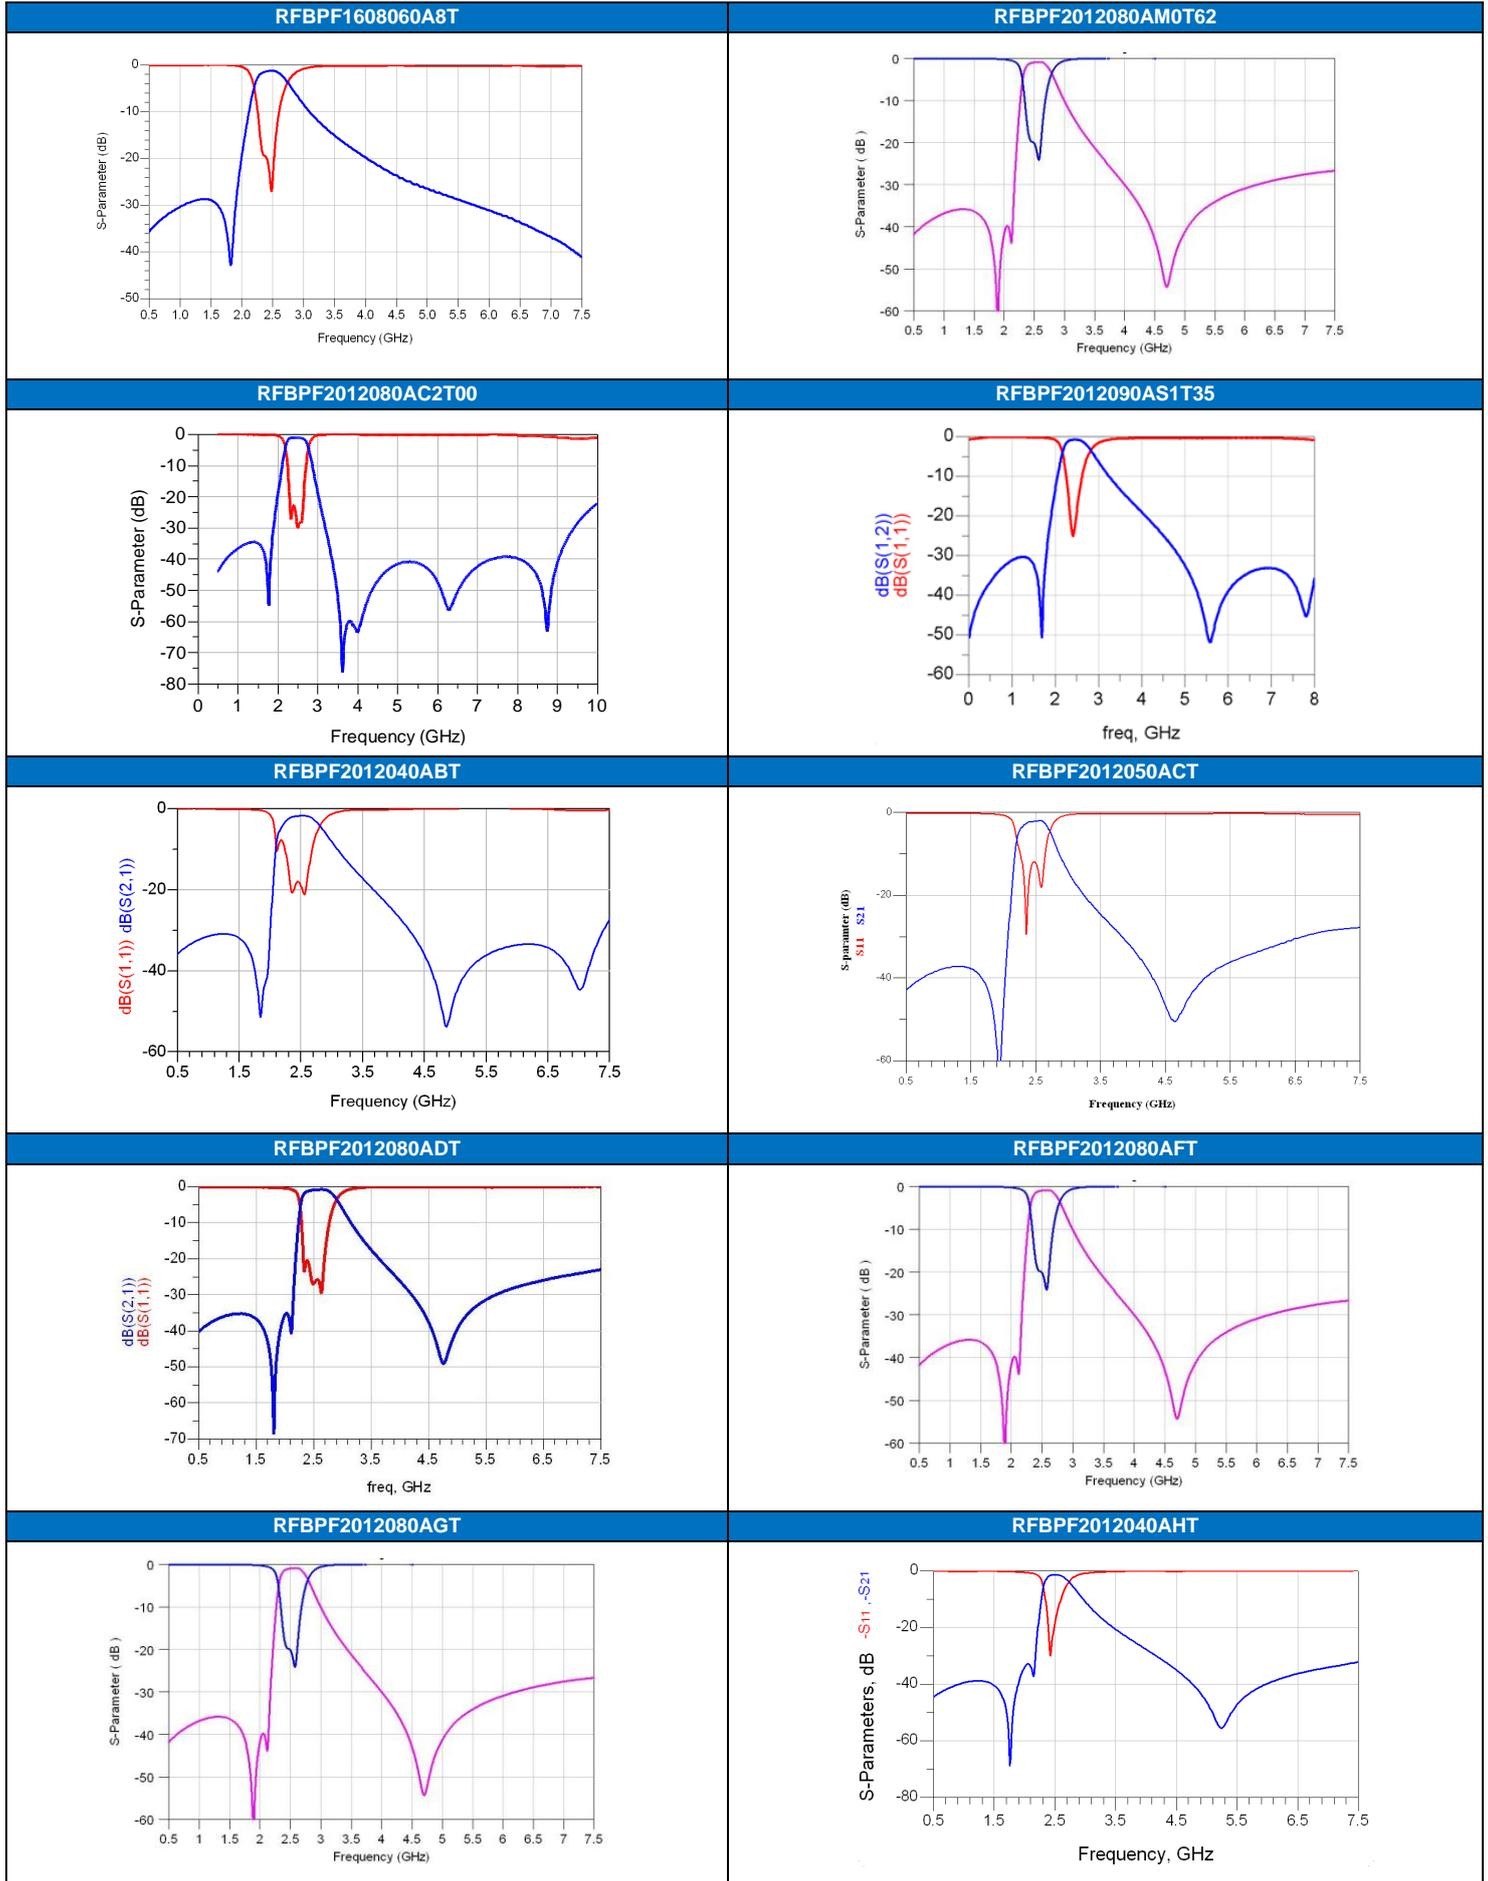 RFBPF1608060A8T
RFBPF2012080AM0T62
S-Parameter (dB)
0
-10
-20
-30
-40
-50
0.5 1.0 1.5 2.0 2.5 3.0 3.5 4.0 4.5 5.0 5.5 6.0 6.5 7.0 7.5
Frequency (GHz)
S-Parameter ( dB )
0
-10
-20
-30
-40
-50
-60
0.5 1 1.5 2 2.5 3 3.5 4 4.5 5 5.5 6 6.5 7 7.5
Frequency (GHz)
RFBPF2012080AC2T00
RFBPF2012090AS1T35
S-Parameter (dB)
0
-10
-20
-30
-40
-50
-60
-70
-80
0 1 2 3 4 5 6 7 8 9 10
Frequency (GHz)
dB(S(1,2))
dB(S(1,1))
0
-10
-20
-30
-40
-50
-60
0 1 2 3 4 5 6 7 8
freq, GHz
RFBPF2012040ABT
RFBPF2012050ACT
dB(S(1,1)) dB(S(2,1))
0
-20
-40
-60
0.5 1.5 2.5 3.5 4.5 5.5 6.5 7.5
Frequency (GHz)
S-paramter (dB)
S11 S21
0
-20
-40
-60
0.5 1.5 2.5 3.5 4.5 5.5 6.5 7.5
Frequency (GHz)
RFBPF2012080ADT
RFBPF2012080AFT
dB(S(2,1))
dB(S(1,1))
0
-10
-20
-30
-40
-50
-60
-70
0.5 1.5 2.5 3.5 4.5 5.5 6.5 7.5
freq, GHz
S-Parameter ( dB )
0
-10
-20
-30
-40
-50
-60
0.5 1 1.5 2 2.5 3 3.5 4 4.5 5 5.5 6 6.5 7 7.5
Frequency (GHz)
RFBPF2012080AGT
RFBPF2012040AHT
S-Parameter ( dB )
0
-10
-20
-30
-40
-50
-60
0.5 1 1.5 2 2.5 3 3.5 4 4.5 5 5.5 6 6.5 7 7.5
Frequency (GHz)
S-Parameters, dB -S11 ,-S21
0
-20
-40
-60
-80
0.5 1.5 2.5 3.5 4.5 5.5 6.5 7.5
Frequency, GHz